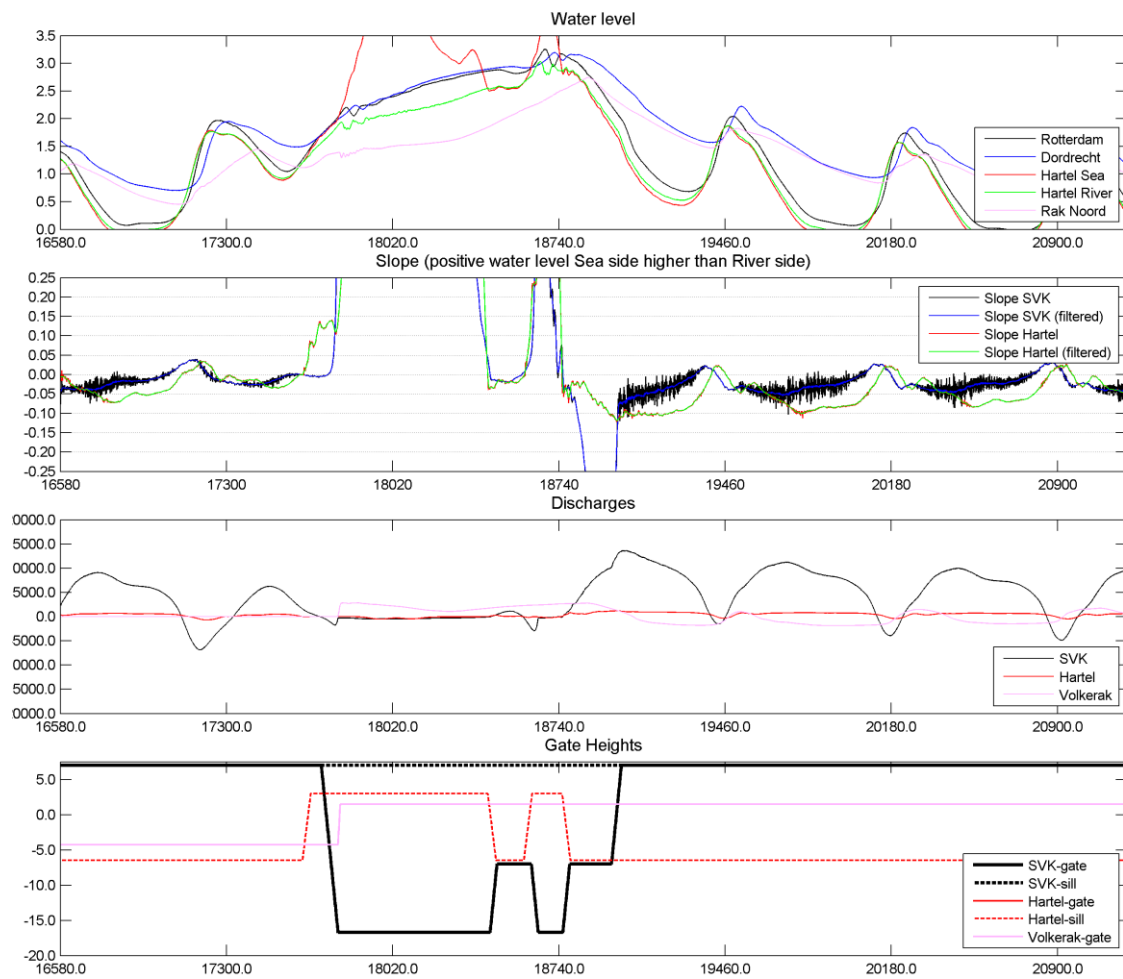 Water level
3.5
3.0
2.5
2.0
1.5
1.0
0.5
0.0
Rotterdam
Dordrecht
Hartel Sea
Hartel River
Rak Noord
16580.0 17300.0 18020.0 18740.0 19460.0 20180.0 20900.0
Slope (positive water level Sea side higher than River side)
0.25
0.20
0.15
0.10
0.05
0.00
-0.05
-0.10
-0.15
-0.20
-0.25
Slope SVK
Slope SVK (filtered)
Slope Hartel
Slope Hartel (filtered)
16580 17300 18020 18740 19460 20180 20900
Discharges
0000.0
5000.0
0000.0
5000.0
0.0
5000.0
0000.0
5000.0
0000.0
SVK
Hartel
Volkerak
16580.0 17300.0 18020.0 18740.0 19460.0 20180.0 20900.0
Gate Heights
5.0
0.0
-5.0
-10.0
-15.0
-20.0
SVK-gate
SVK-sill
Hartel-gate
Hartel-sill
Volkerak-gate
16580.0 17300.0 18020.0 18740.0 19460.0 20180.0 20900.0